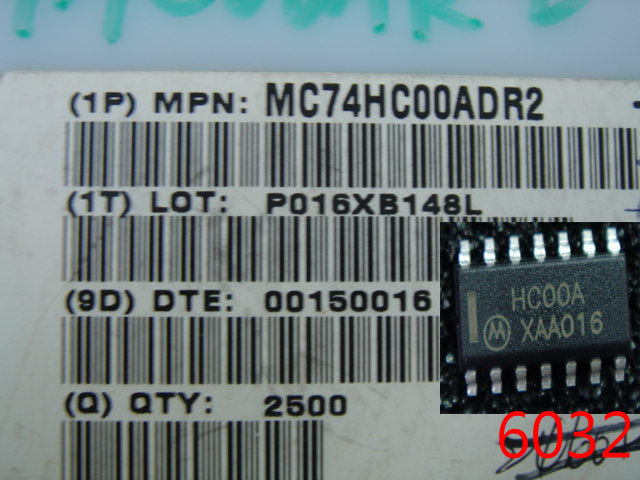 (1P) MPN: MC74HC00ADR2
(1T) LOT: P016XB148L
(9D) DTE: 00150016
(Q) QTY: 2500
HC00A
M XAA016
6032